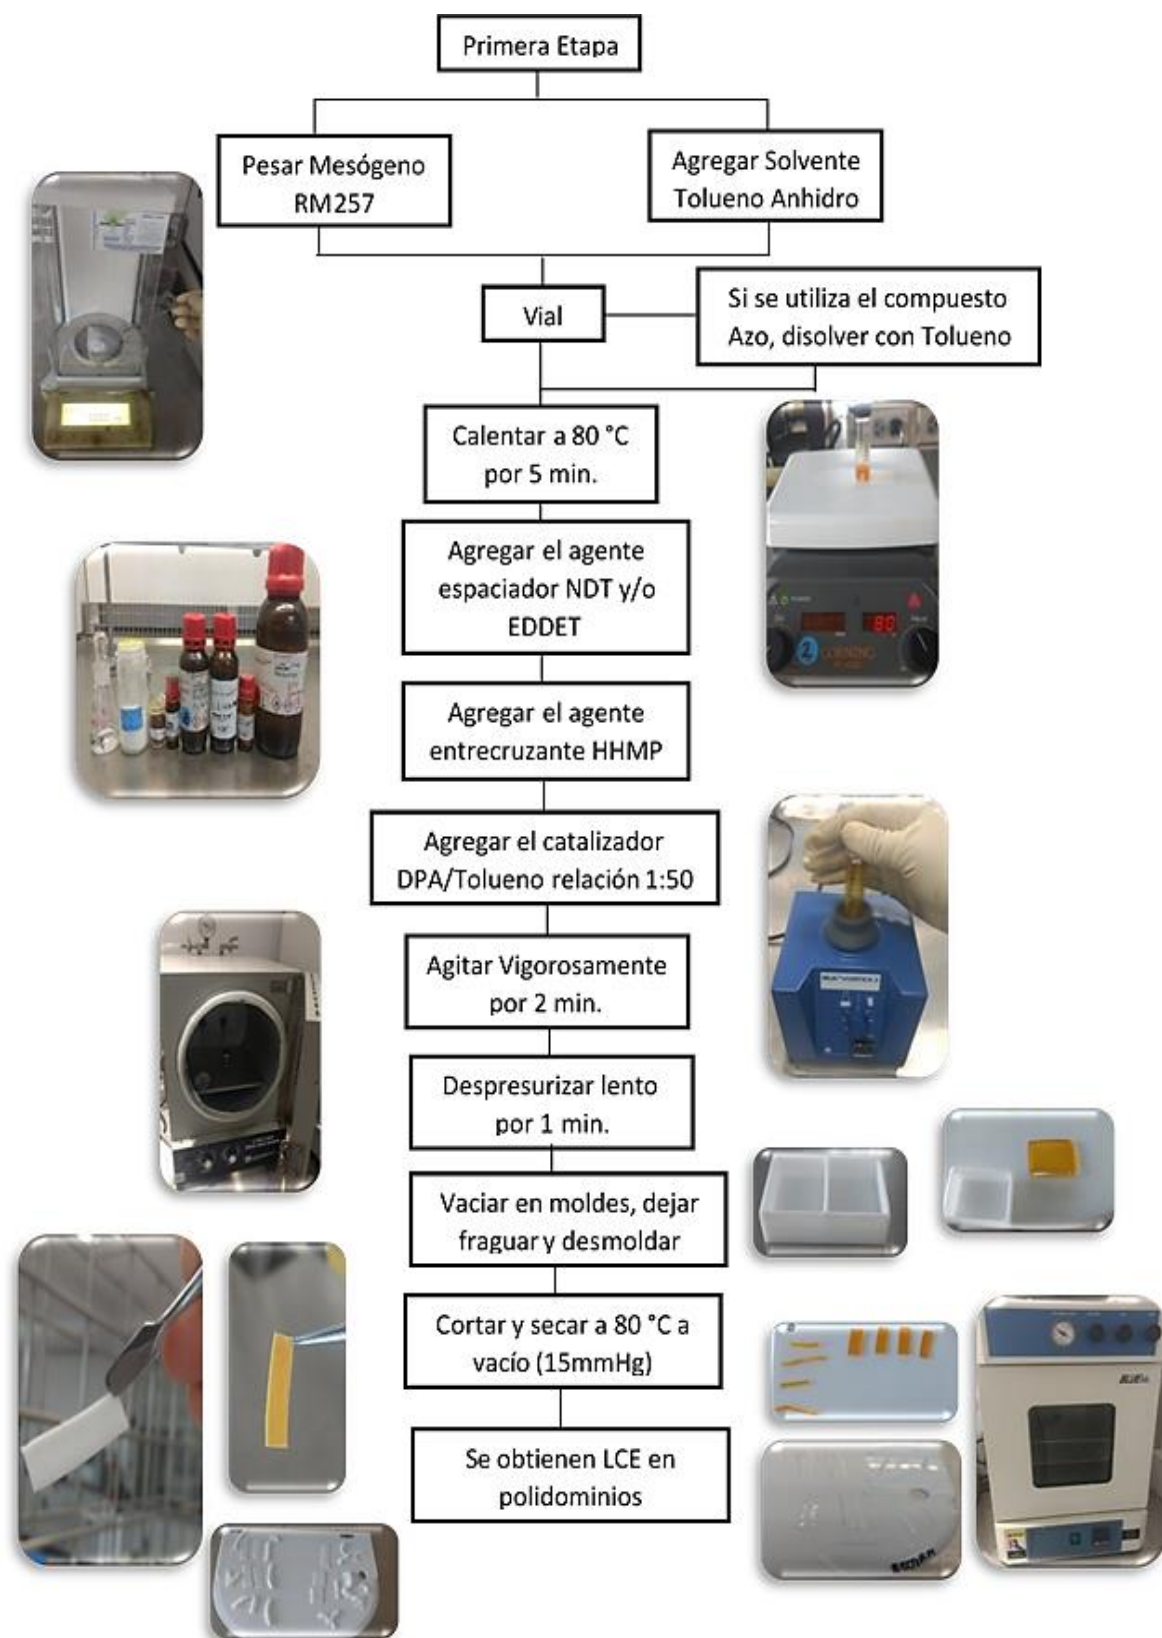 Primera Etapa
Pesar Mesógeno
RM257
Agregar Solvente
Tolueno Anhidro
Vial
Si se utiliza el compuesto
Azo, disolver con Tolueno
Calentar a 80 °C
por 5 min.
Agregar el agente
espaciador NDT y/o
EDDET
80
2
CORNING
Agregar el agente
entrecruzante HHMP
Agregar el catalizador
DPA/Tolueno relación 1:50
Agitar Vigorosamente
por 2 min.
Despresurizar lento
por 1 min.
Vaciar en moldes, dejar
fraguar y desmoldar
Cortar y secar a 80 °C a
vacío (15mmHg)
Se obtienen LCE en
polidominios